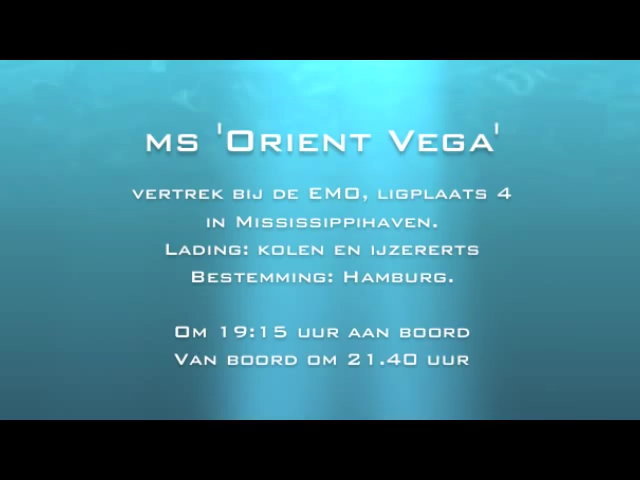 ms 'Orient Vega'
vertrek bij de EMO, ligplaats 4
in Mississippihaven.
Lading: kolen en ijzererts
Bestemming: Hamburg.
Om 19:15 uur aan boord
Van boord om 21.40 uur